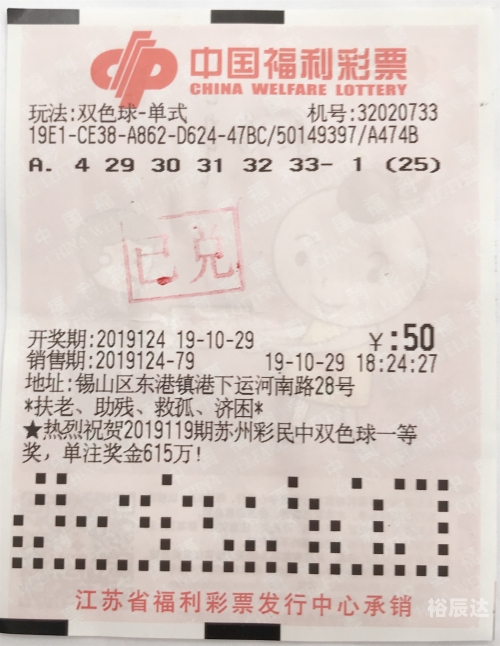 中国福利彩票
CHINA WELFARE LOTTERY
玩法:双色球-单式 机号:32020733
19E1-CE38-A862-D624-47BC/50149397/A474B
A. 4 29 30 31 32 33- 1 (25)
已兑
开奖期:2019124 19-10-29 ¥:50
销售期:2019124-79 19-10-29 18:24:27
地址:锡山区东港镇港下运河南路28号
*扶老、助残、救孤、济困*
★热烈祝贺2019119期苏州彩民中双色球一等
奖,单注奖金615万!
江苏省福利彩票发行中心承销
裕辰达